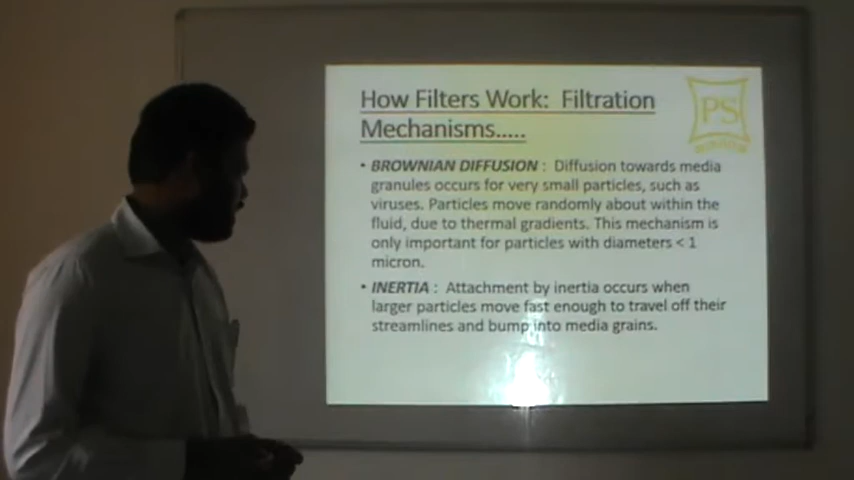 How Filters Work: Filtration
Mechanisms.....
PS
• BROWNIAN DIFFUSION : Diffusion towards media
granules occurs for very small particles, such as
viruses. Particles move randomly about within the
fluid, due to thermal gradients. This mechanism is
only important for particles with diameters < 1
micron.
• INERTIA : Attachment by inertia occurs when
larger particles move fast enough to travel off their
streamlines and bump into media grains.